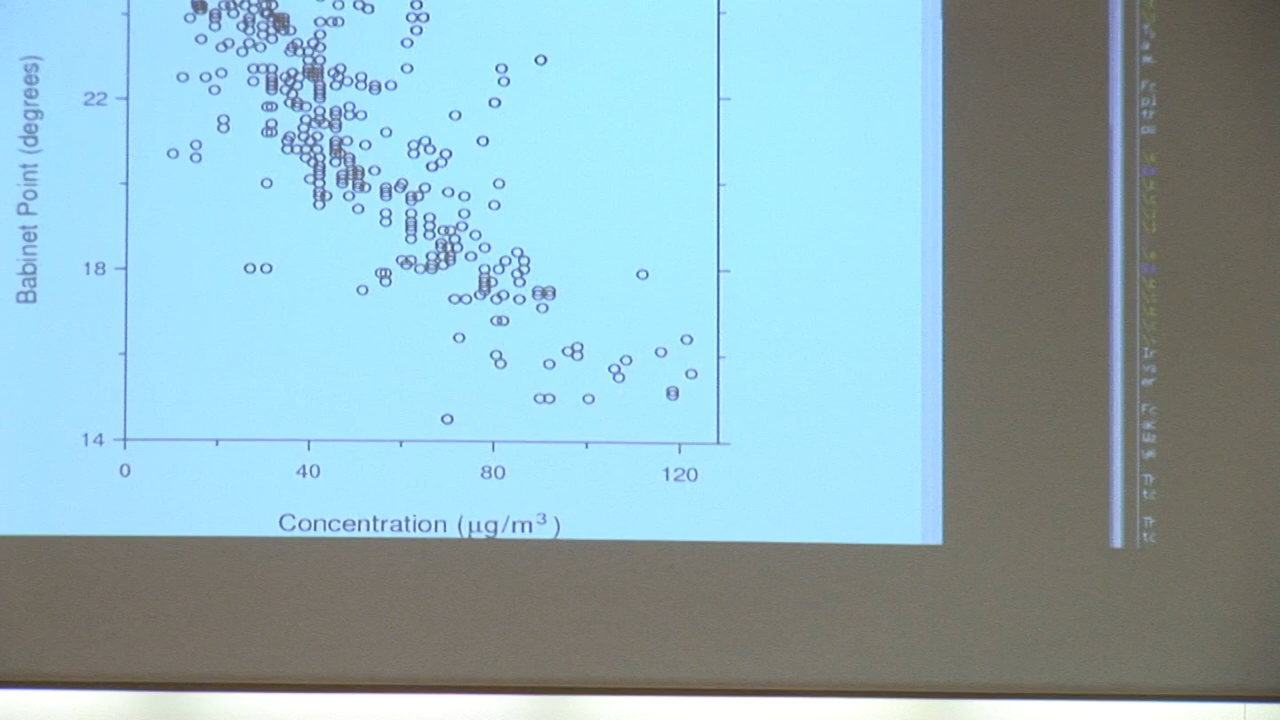 Babinet Point (degrees)
22
18
14
0 40 80 120
Concentration (μg/m³)